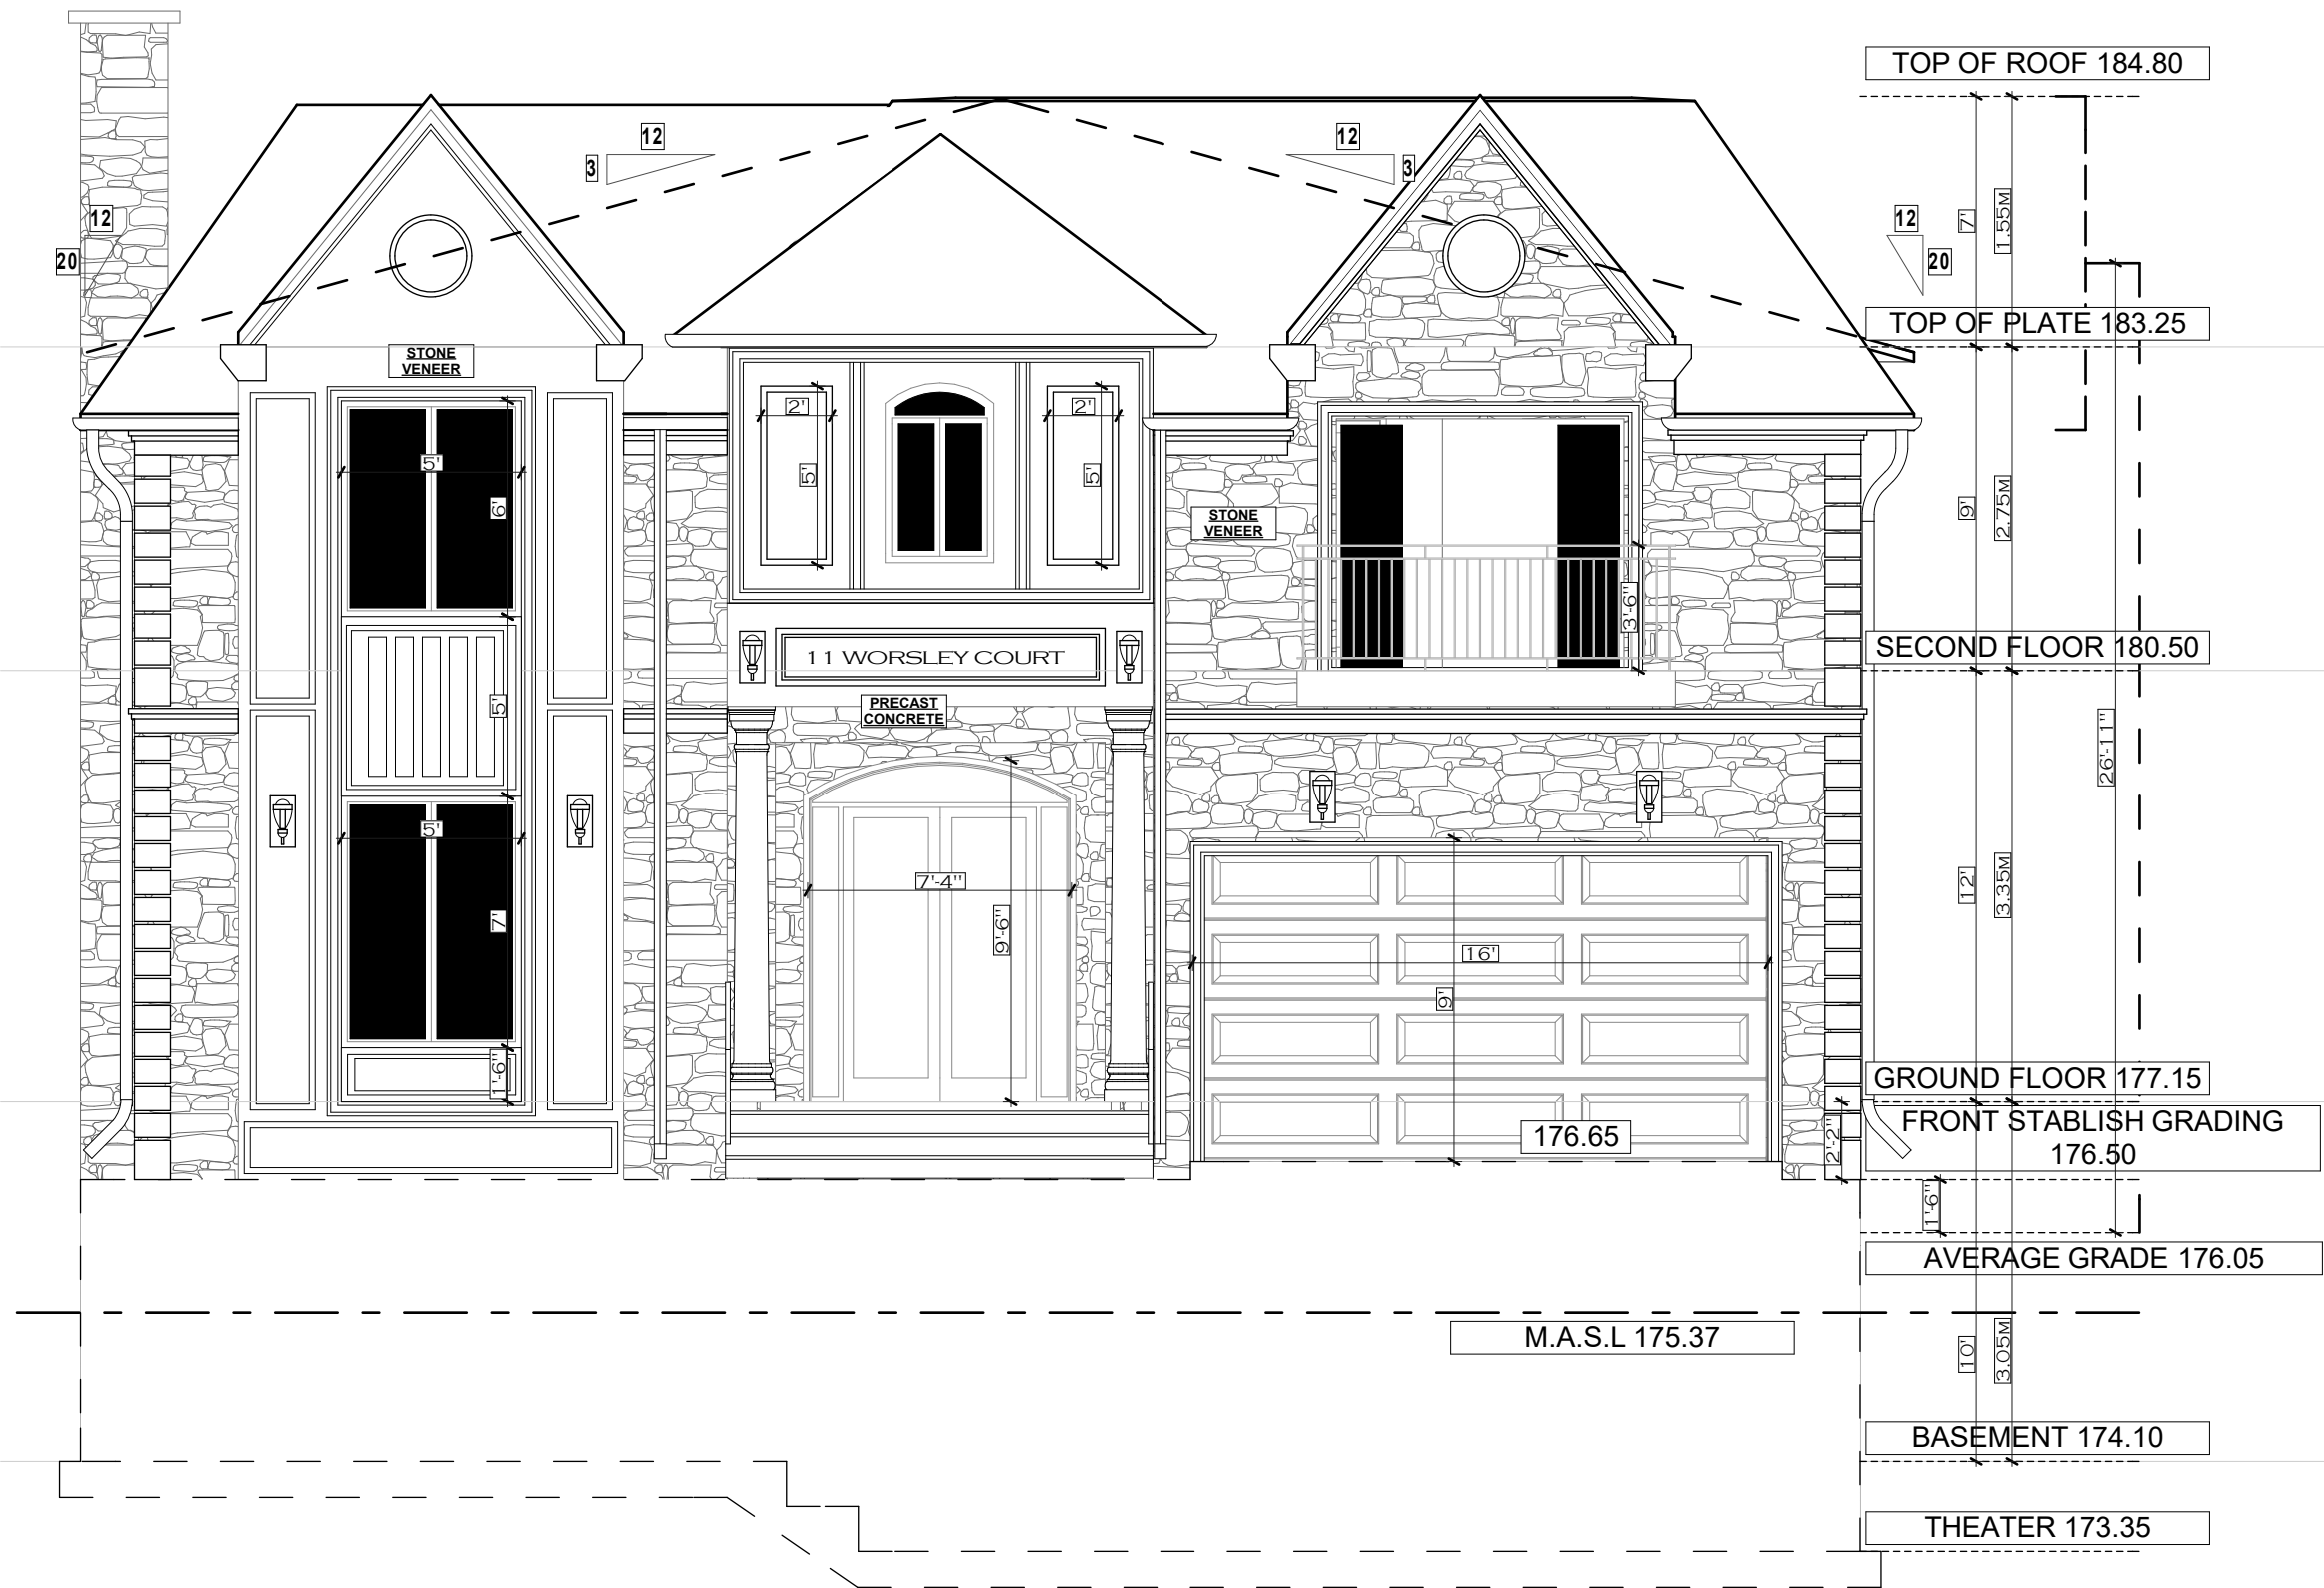 TOP OF ROOF 184.80
12
3
12
3
7'
1.55M
12
20
12
20
TOP OF PLATE 183.25
STONE
VENEER
2'
2'
5'
6'
5'
5'
9'
2.75M
STONE
VENEER
3'-6"
SECOND FLOOR 180.50
11 WORSLEY COURT
PRECAST
CONCRETE
5'
26'-11"
5'
7'
7'-4"
9'-6"
12'
3.35M
16'
9'
GROUND FLOOR 177.15
1'-6"
176.65
2'-2"
FRONT STABLISH GRADING
176.50
1'-6"
AVERAGE GRADE 176.05
M.A.S.L 175.37
10'
3.05M
BASEMENT 174.10
THEATER 173.35